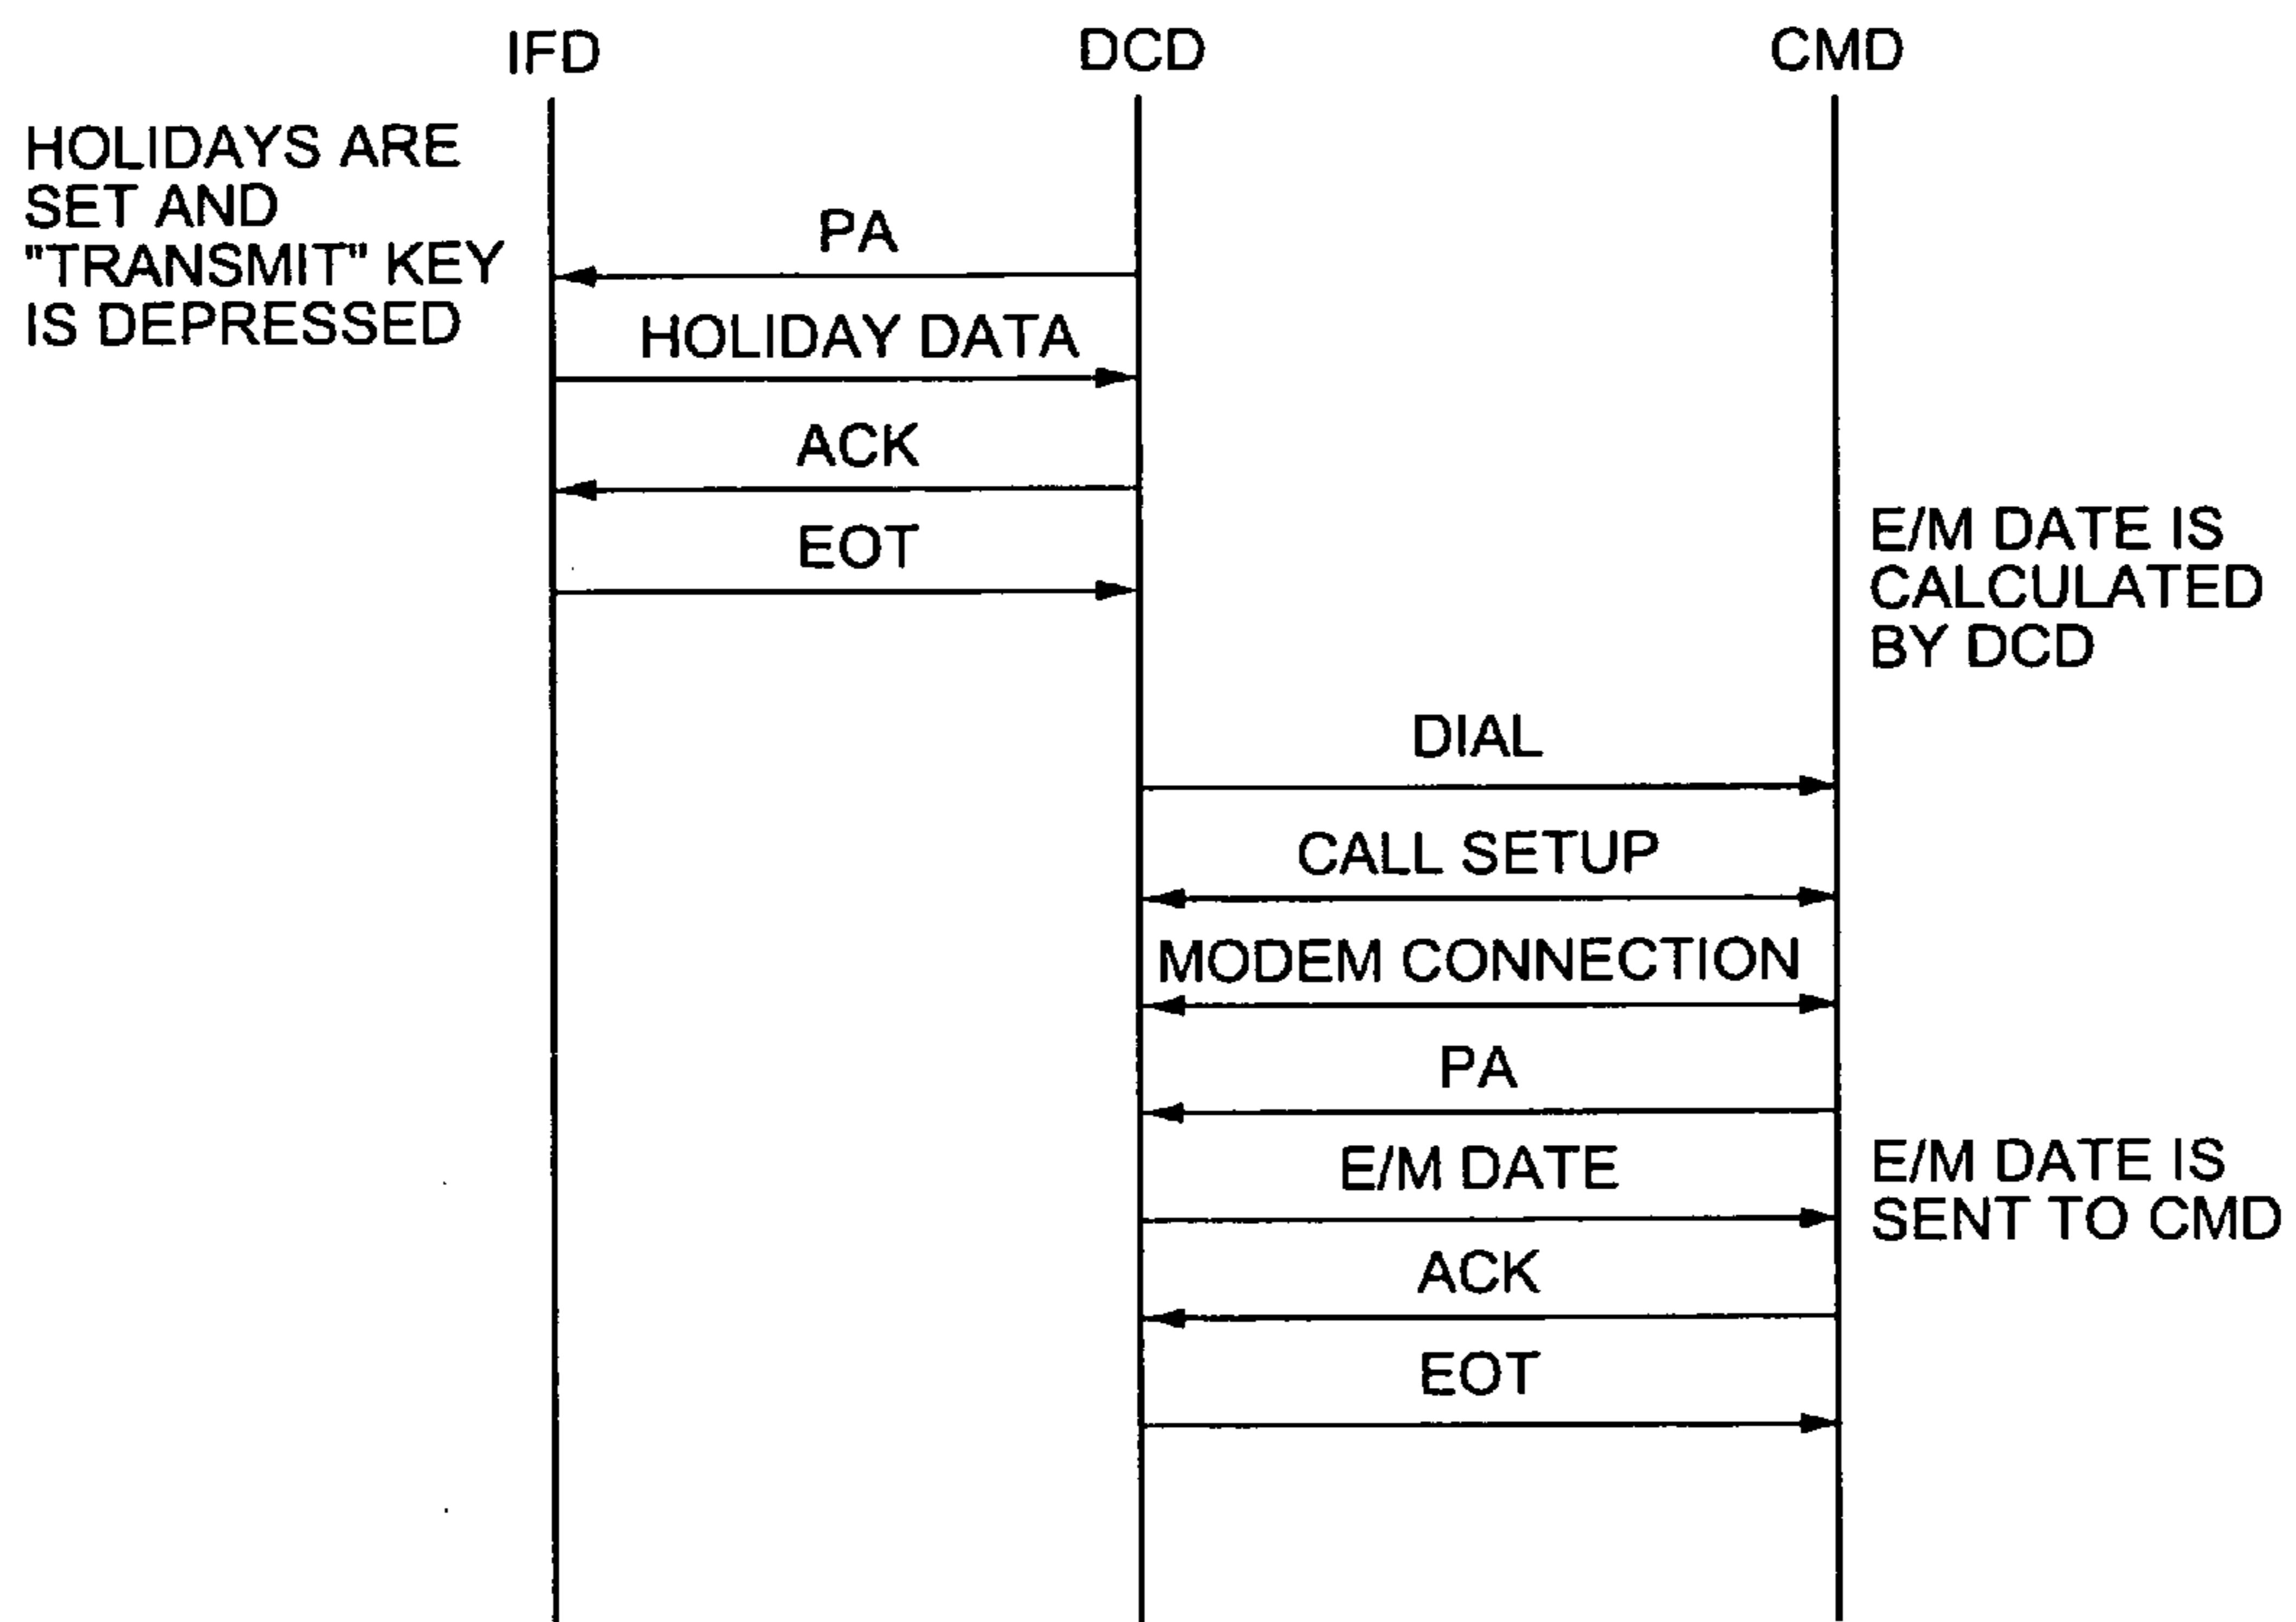 IFD
DCD
CMD
HOLIDAYS ARE
SET AND
"TRANSMIT" KEY
IS DEPRESSED
PA
HOLIDAY DATA
ACK
EOT
E/M DATE IS
CALCULATED
BY DCD
DIAL
CALL SETUP
MODEM CONNECTION
PA
E/M DATE
E/M DATE IS
SENT TO CMD
ACK
EOT